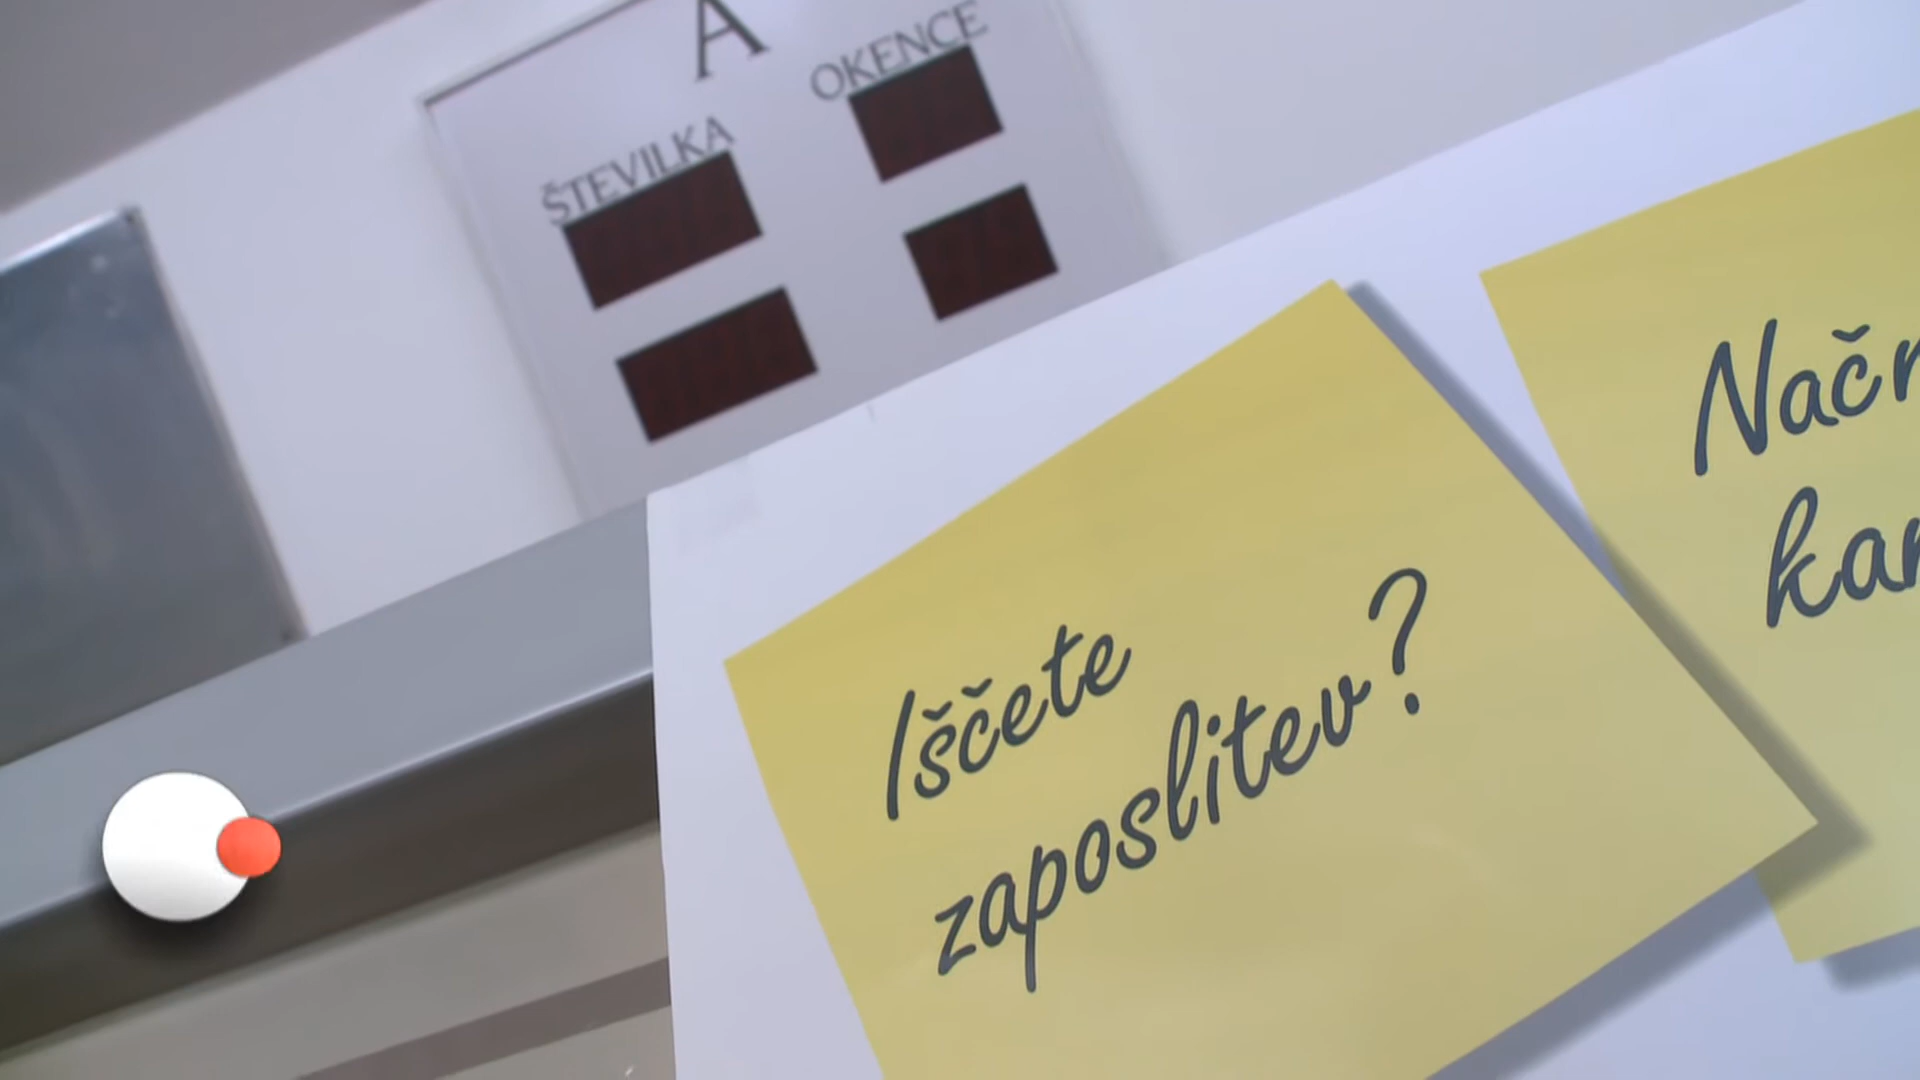 A
ŠTEVILKA
OKENCE
Iščete
zaposlitev?